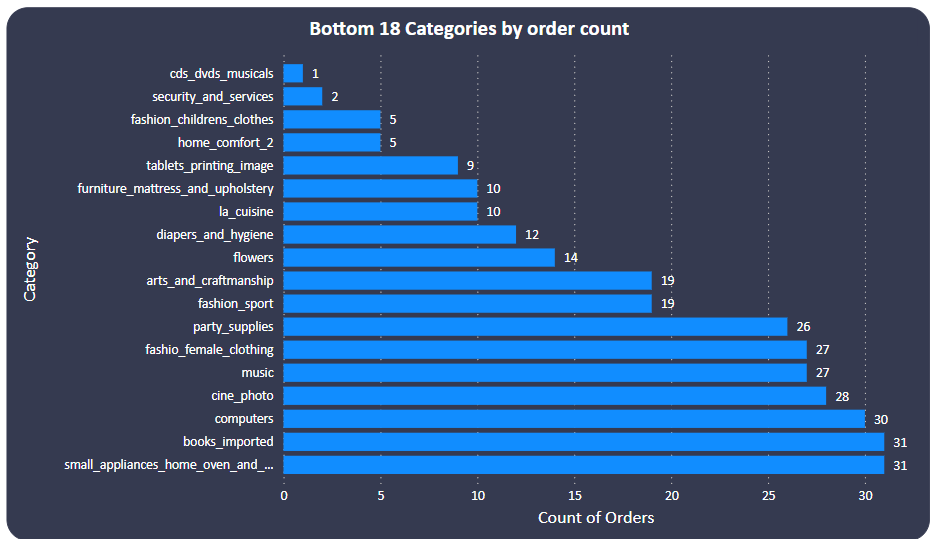 Bottom 18 Categories by order count
Category
cds_dvds_musicals 1
security_and_services 2
fashion_childrens_clothes 5
home_comfort_2 5
tablets_printing_image 9
furniture_mattress_and_upholstery 10
la_cuisine 10
diapers_and_hygiene 12
flowers 14
arts_and_craftmanship 19
fashion_sport 19
party_supplies 26
fashio_female_clothing 27
music 27
cine_photo 28
computers 30
books_imported 31
small_appliances_home_oven_and_... 31
0 5 10 15 20 25 30
Count of Orders